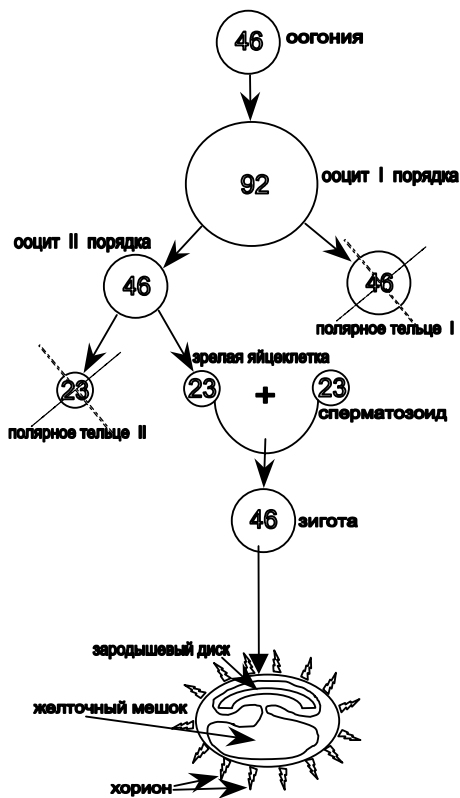 46 оогония
92
ооцит I порядка
ооцит II порядка
46
46
полярное тельце I
зрелая яйцеклетка
23
23
+
23
сперматозоид
полярное тельце II
46 зигота
зародышевый диск
желточный мешок
хорион